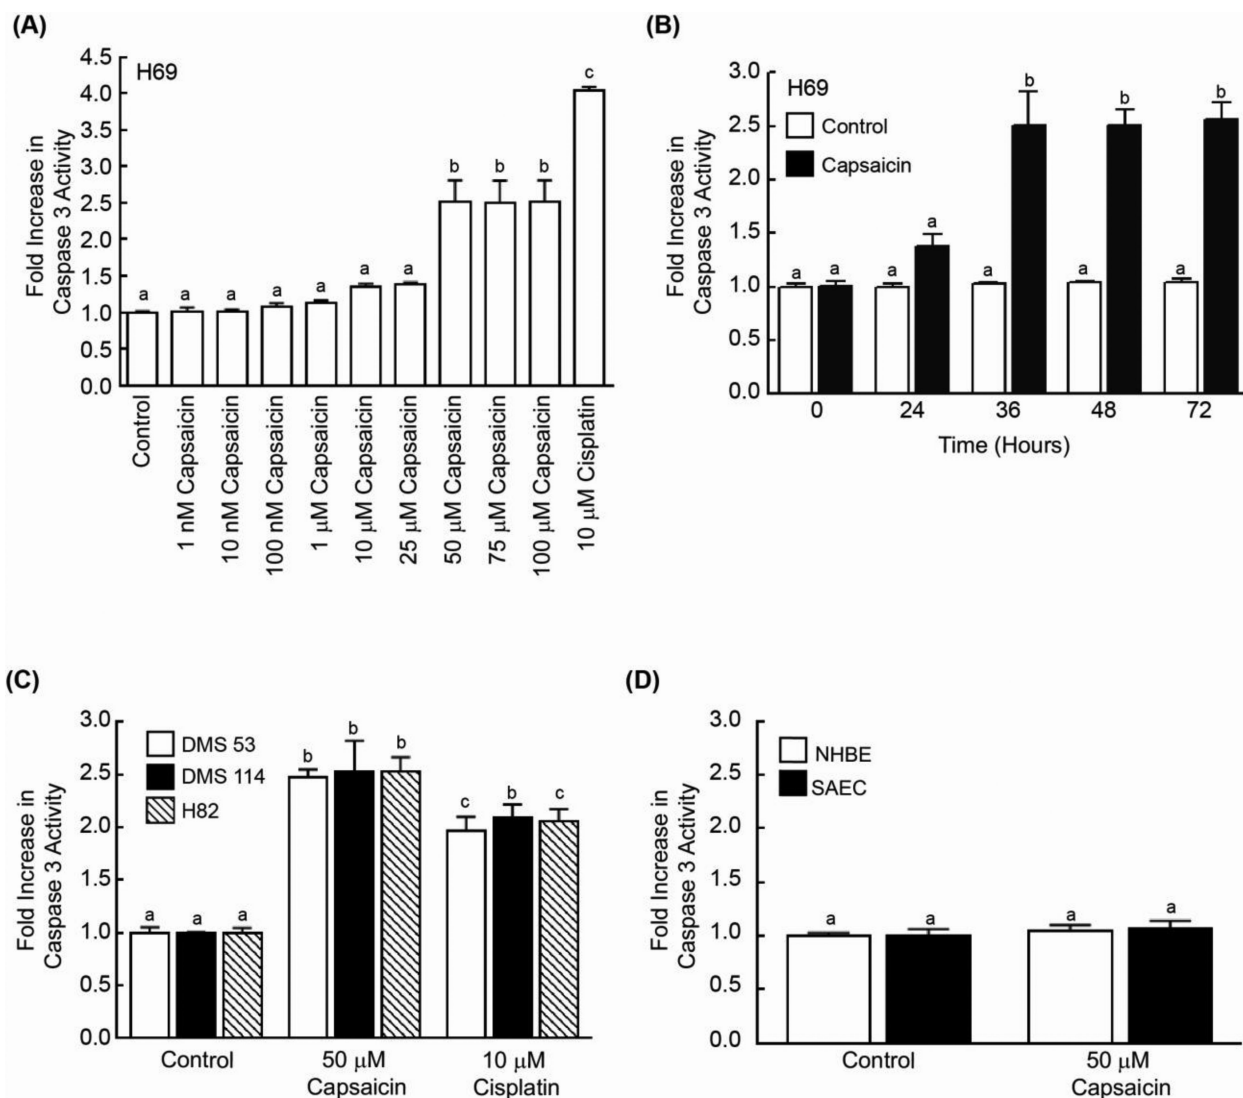 (A)
H69
Fold Increase in
Caspase 3 Activity
4.5
4.0
3.5
3.0
2.5
2.0
1.5
1.0
0.5
0.0
a
a
a
a
a
a
a
b
b
b
c
Control
1 nM Capsaicin
10 nM Capsaicin
100 nM Capsaicin
1 μM Capsaicin
10 μM Capsaicin
25 μM Capsaicin
50 μM Capsaicin
75 μM Capsaicin
100 μM Capsaicin
10 μM Cisplatin
(B)
H69
Control
Capsaicin
Fold Increase in
Caspase 3 Activity
3.0
2.5
2.0
1.5
1.0
0.5
0.0
a
a
a
a
a
b
a
b
a
b
0
24
36
48
72
Time (Hours)
(C)
DMS 53
DMS 114
H82
Fold Increase in
Caspase 3 Activity
3.0
2.5
2.0
1.5
1.0
0.5
0.0
a
a
a
b
b
b
c
b
c
Control
50 μM
Capsaicin
10 μM
Cisplatin
(D)
NHBE
SAEC
Fold Increase in
Caspase 3 Activity
3.0
2.5
2.0
1.5
1.0
0.5
0.0
a
a
a
a
Control
50 μM
Capsaicin